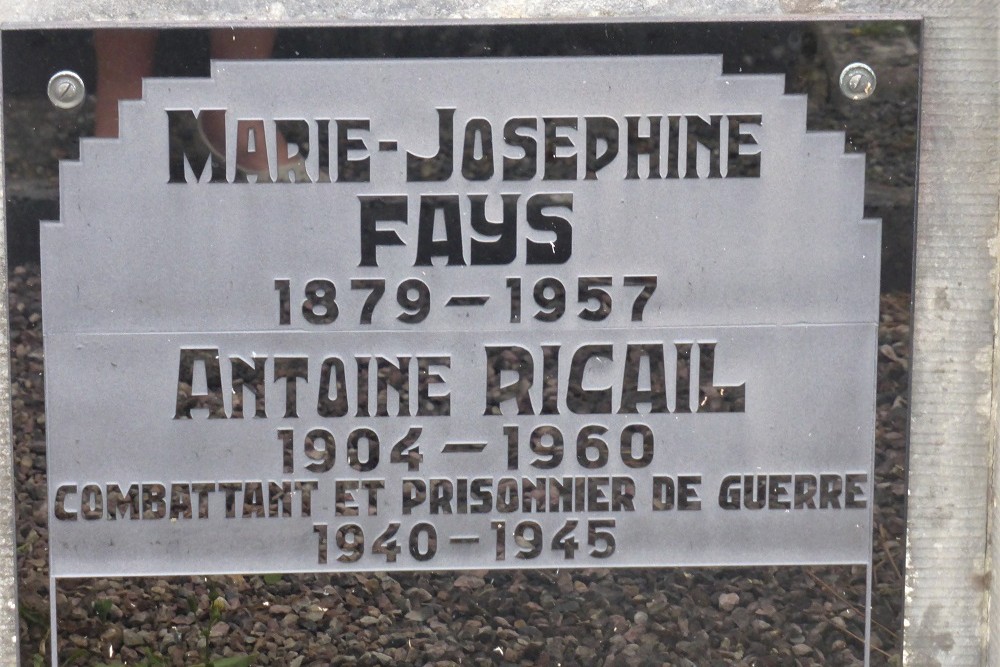 MARIE-JOSEPHINE
FAYS
1879 - 1957
ANTOINE RICAIL
1904 - 1960
COMBATTANT ET PRISONNIER DE GUERRE
1940 - 1945